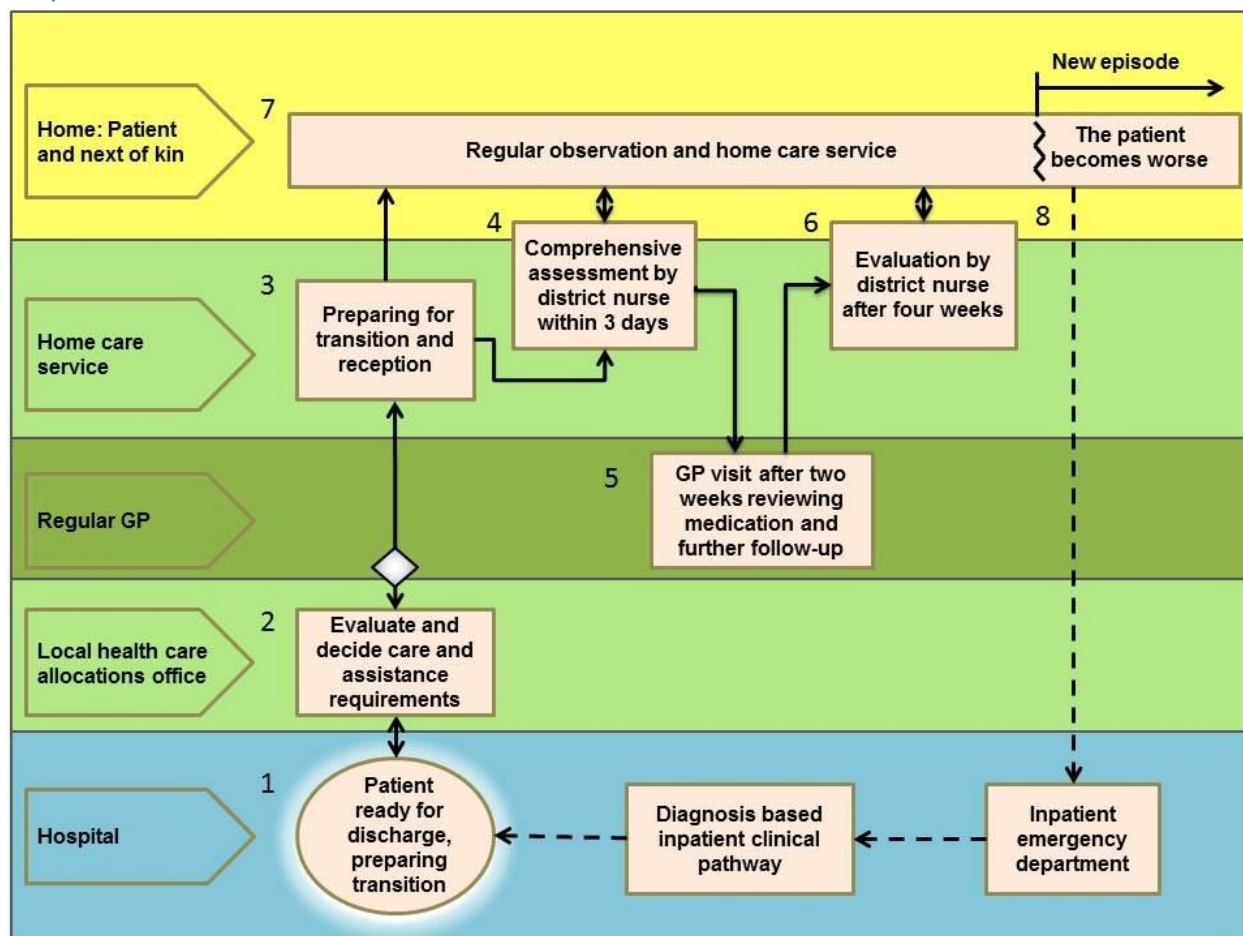 New episode
7
Home: Patient
and next of kin
Regular observation and home care service
The patient
becomes worse
4
6
8
3
Comprehensive
assessment by
district nurse
within 3 days
Evaluation by
district nurse
after four weeks
Preparing for
transition and
reception
Home care
service
5
GP visit after two
weeks reviewing
medication and
further follow-up
Regular GP
2
Evaluate and
decide care and
assistance
requirements
Local health care
allocations office
1
Patient
ready for
discharge,
preparing
transition
Diagnosis based
inpatient clinical
pathway
Inpatient
emergency
department
Hospital